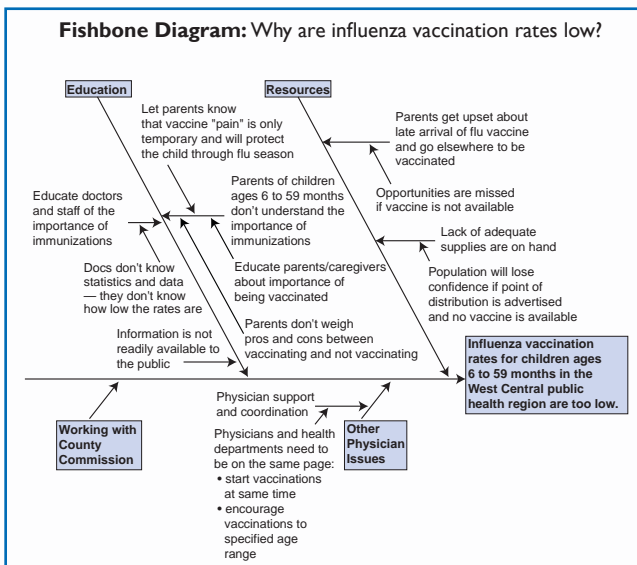 Fishbone Diagram: Why are influenza vaccination rates low?
Education
Resources
Let parents know
that vaccine "pain" is only
temporary and will protect
the child through flu season
Parents get upset about
late arrival of flu vaccine
and go elsewhere to be
vaccinated
Educate doctors
and staff of the
importance of
immunizations
Parents of children
ages 6 to 59 months
don't understand the
importance of
immunizations
Opportunities are missed
if vaccine is not available
Lack of adequate
supplies are on hand
Docs don't know
statistics and data
— they don't know
how low the rates are
Educate parents/caregivers
about importance of
being vaccinated
Population will lose
confidence if point of
distribution is advertised
and no vaccine is available
Information is not
readily available to
the public
Parents don't weigh
pros and cons between
vaccinating and not vaccinating
Influenza vaccination
rates for children ages
6 to 59 months in the
West Central public
health region are too low.
Working with
County
Commission
Physician support
and coordination
Physicians and health
departments need to
be on the same page:
• start vaccinations
at same time
• encourage
vaccinations to
specified age
range
Other
Physician
Issues